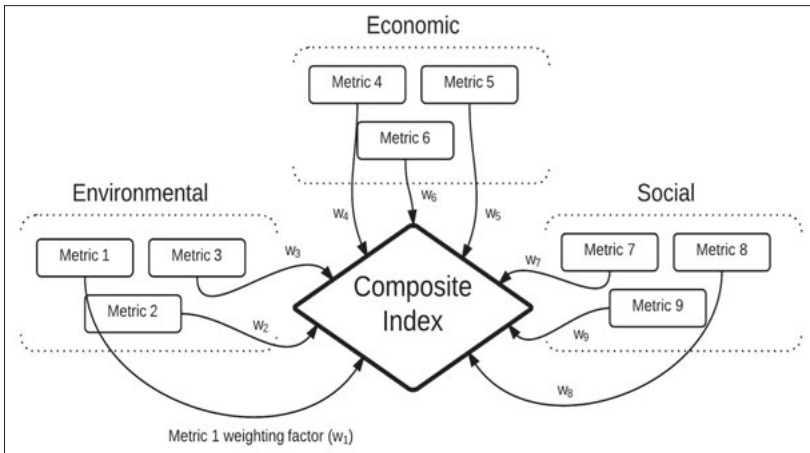 Economic
Metric 4
Metric 5
Metric 6
Environmental
Social
Metric 1
Metric 3
Metric 2
Metric 7
Metric 8
Metric 9
w4
w6
w5
w3
w7
w2
w9
w8
Composite
Index
Metric 1 weighting factor (w1)